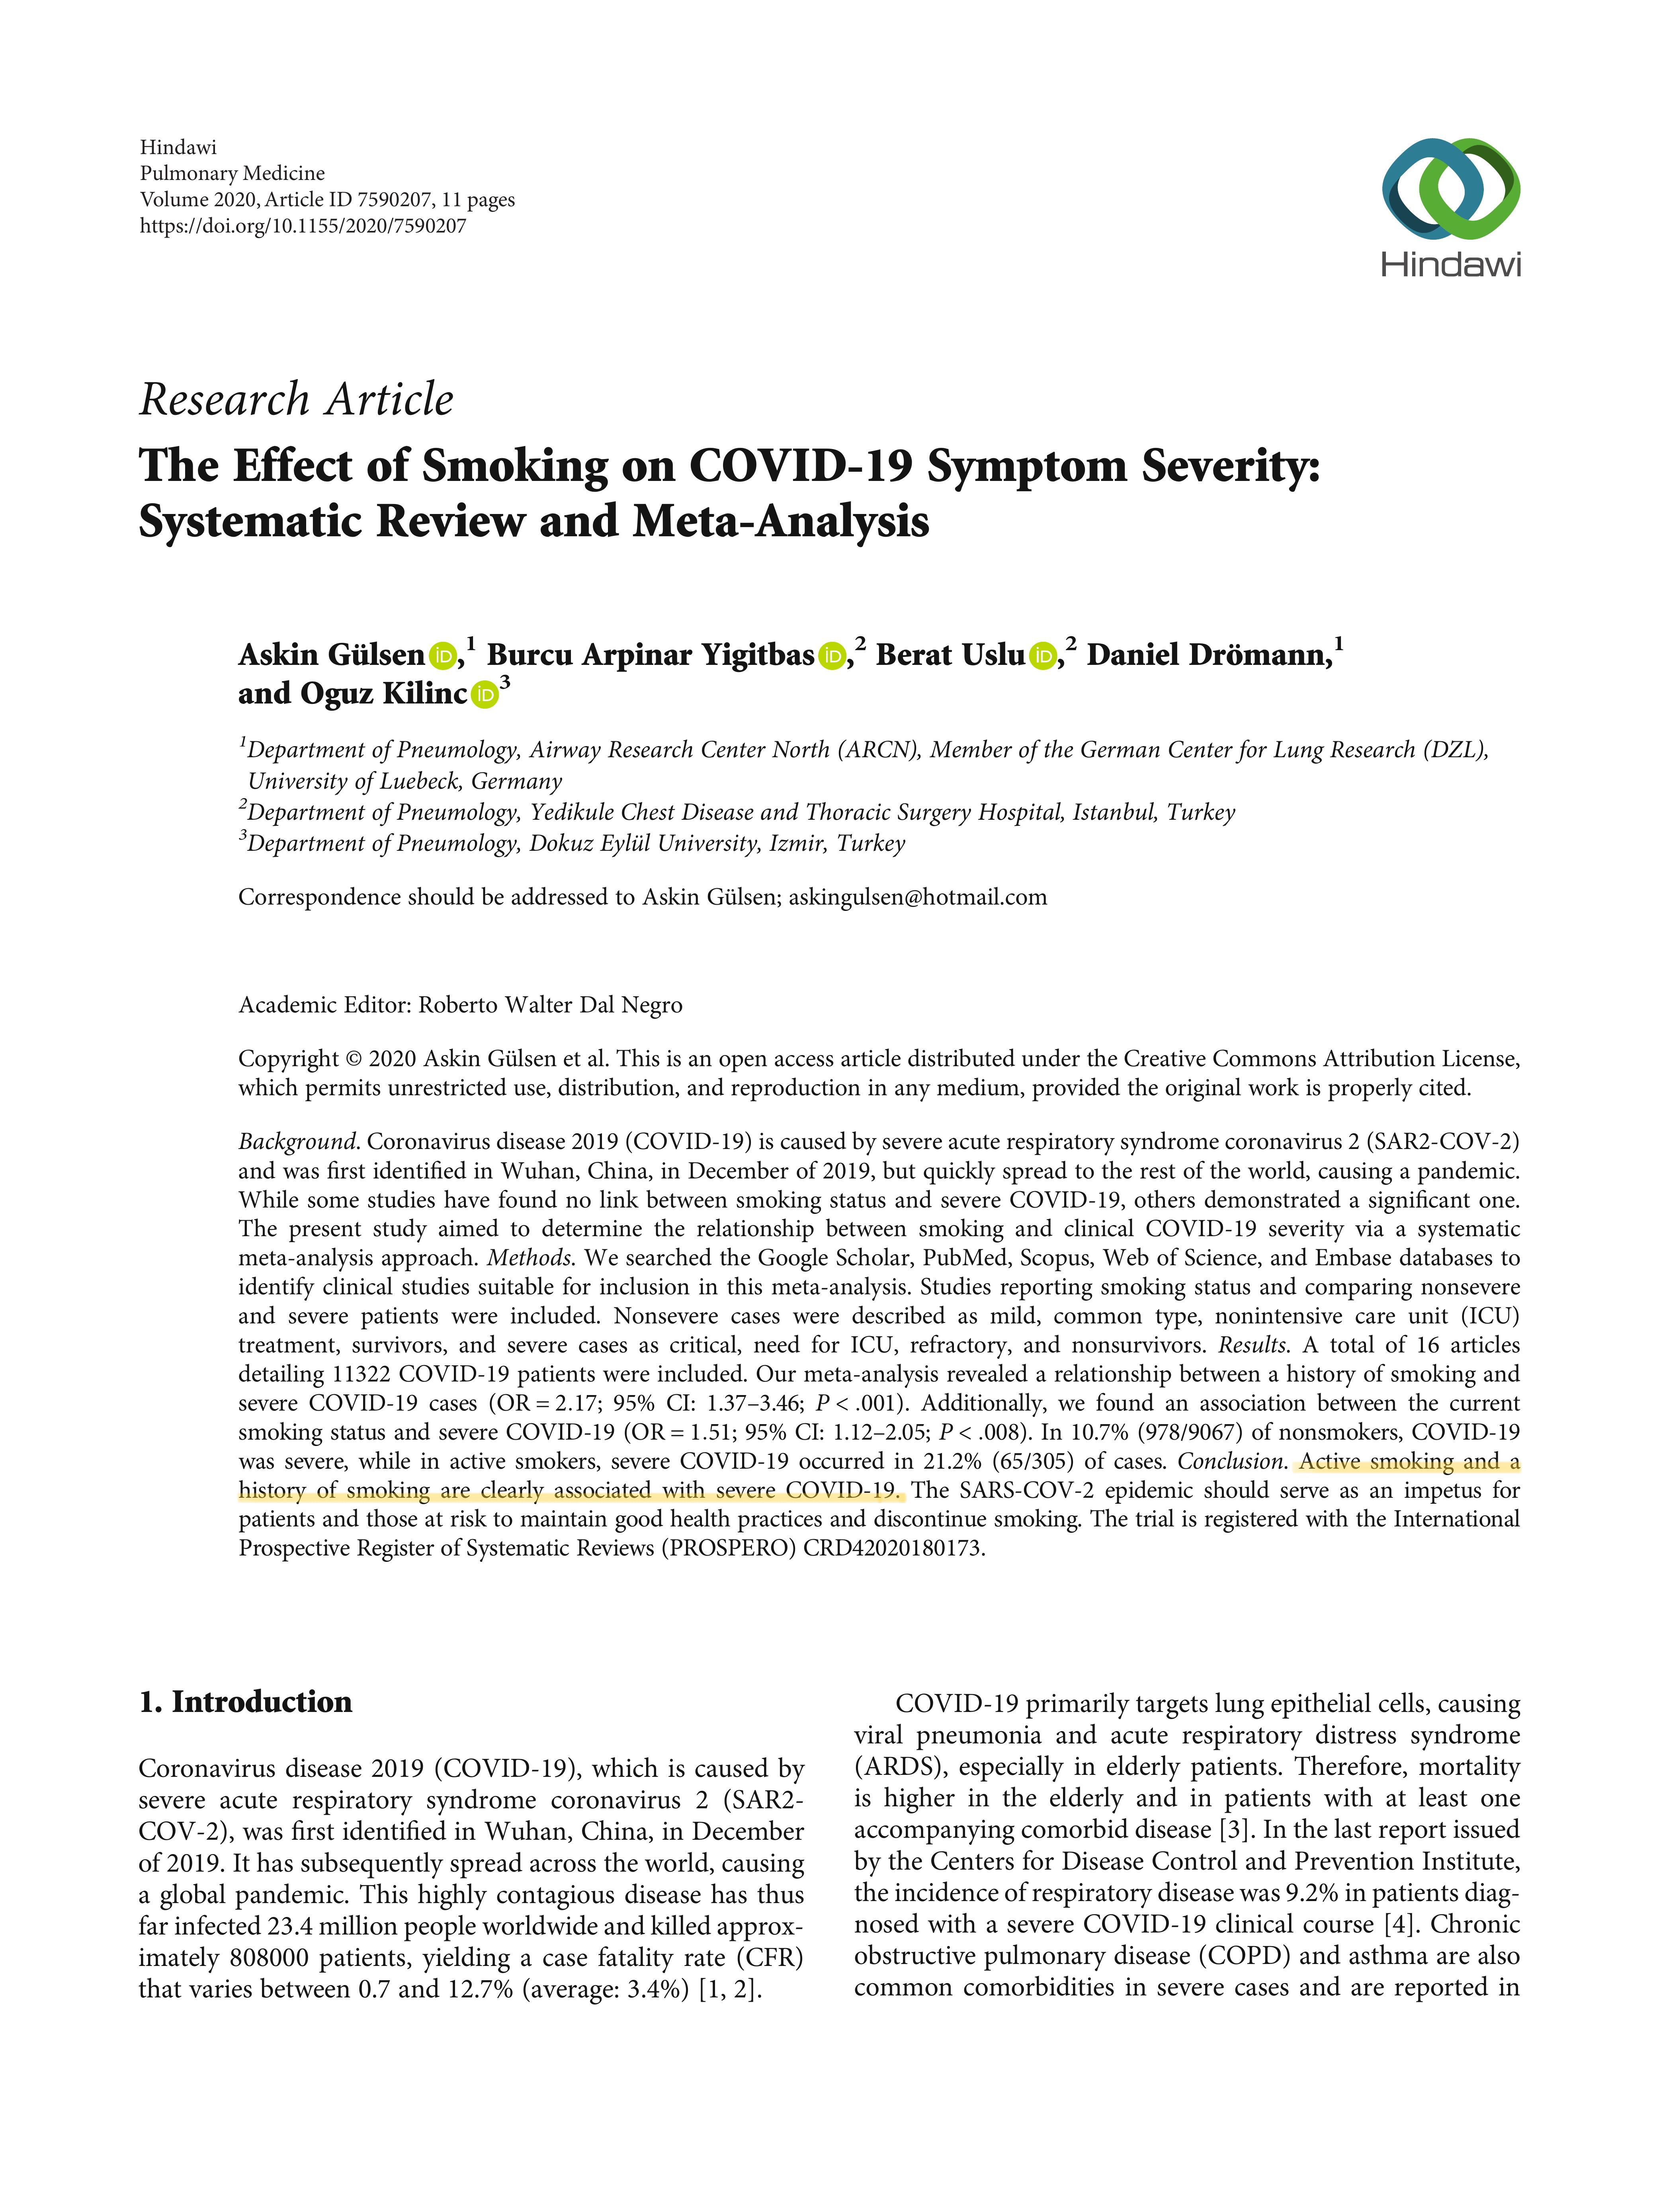 Hindawi
Pulmonary Medicine
Volume 2020, Article ID 7590207, 11 pages
https://doi.org/10.1155/2020/7590207
Hindawi
Research Article
The Effect of Smoking on COVID-19 Symptom Severity:
Systematic Review and Meta-Analysis
Askin Gülsen iD,1 Burcu Arpinar Yigitbas iD,2 Berat Uslu iD,2 Daniel Drömann,1
and Oguz Kilinc iD3
1Department of Pneumology, Airway Research Center North (ARCN), Member of the German Center for Lung Research (DZL),
University of Luebeck, Germany
2Department of Pneumology, Yedikule Chest Disease and Thoracic Surgery Hospital, Istanbul, Turkey
3Department of Pneumology, Dokuz Eylül University, Izmir, Turkey
Correspondence should be addressed to Askin Gülsen; askingulsen@hotmail.com
Academic Editor: Roberto Walter Dal Negro
Copyright © 2020 Askin Gülsen et al. This is an open access article distributed under the Creative Commons Attribution License,
which permits unrestricted use, distribution, and reproduction in any medium, provided the original work is properly cited.
Background. Coronavirus disease 2019 (COVID-19) is caused by severe acute respiratory syndrome coronavirus 2 (SAR2-COV-2)
and was first identified in Wuhan, China, in December of 2019, but quickly spread to the rest of the world, causing a pandemic.
While some studies have found no link between smoking status and severe COVID-19, others demonstrated a significant one.
The present study aimed to determine the relationship between smoking and clinical COVID-19 severity via a systematic
meta-analysis approach. Methods. We searched the Google Scholar, PubMed, Scopus, Web of Science, and Embase databases to
identify clinical studies suitable for inclusion in this meta-analysis. Studies reporting smoking status and comparing nonsevere
and severe patients were included. Nonsevere cases were described as mild, common type, nonintensive care unit (ICU)
treatment, survivors, and severe cases as critical, need for ICU, refractory, and nonsurvivors. Results. A total of 16 articles
detailing 11322 COVID-19 patients were included. Our meta-analysis revealed a relationship between a history of smoking and
severe COVID-19 cases (OR = 2.17; 95% CI: 1.37–3.46; P < .001). Additionally, we found an association between the current
smoking status and severe COVID-19 (OR = 1.51; 95% CI: 1.12–2.05; P < .008). In 10.7% (978/9067) of nonsmokers, COVID-19
was severe, while in active smokers, severe COVID-19 occurred in 21.2% (65/305) of cases. Conclusion. Active smoking and a
history of smoking are clearly associated with severe COVID-19. The SARS-COV-2 epidemic should serve as an impetus for
patients and those at risk to maintain good health practices and discontinue smoking. The trial is registered with the International
Prospective Register of Systematic Reviews (PROSPERO) CRD42020180173.
1. Introduction
Coronavirus disease 2019 (COVID-19), which is caused by
severe acute respiratory syndrome coronavirus 2 (SAR2-
COV-2), was first identified in Wuhan, China, in December
of 2019. It has subsequently spread across the world, causing
a global pandemic. This highly contagious disease has thus
far infected 23.4 million people worldwide and killed approx-
imately 808000 patients, yielding a case fatality rate (CFR)
that varies between 0.7 and 12.7% (average: 3.4%) [1, 2].
COVID-19 primarily targets lung epithelial cells, causing
viral pneumonia and acute respiratory distress syndrome
(ARDS), especially in elderly patients. Therefore, mortality
is higher in the elderly and in patients with at least one
accompanying comorbid disease [3]. In the last report issued
by the Centers for Disease Control and Prevention Institute,
the incidence of respiratory disease was 9.2% in patients diag-
nosed with a severe COVID-19 clinical course [4]. Chronic
obstructive pulmonary disease (COPD) and asthma are also
common comorbidities in severe cases and are reported in